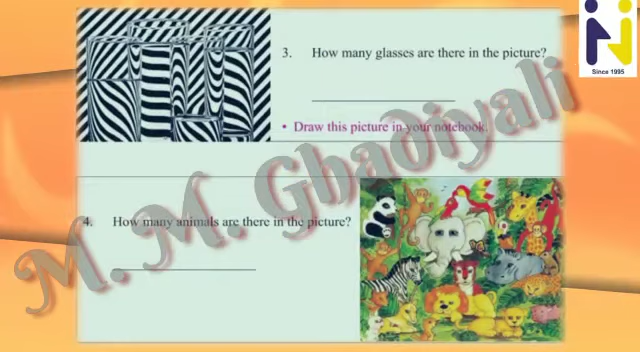 Since 1995
3. How many glasses are there in the picture?
• Draw this picture in your notebook.
M. M. Gbadiyali
4. How many animals are there in the picture?